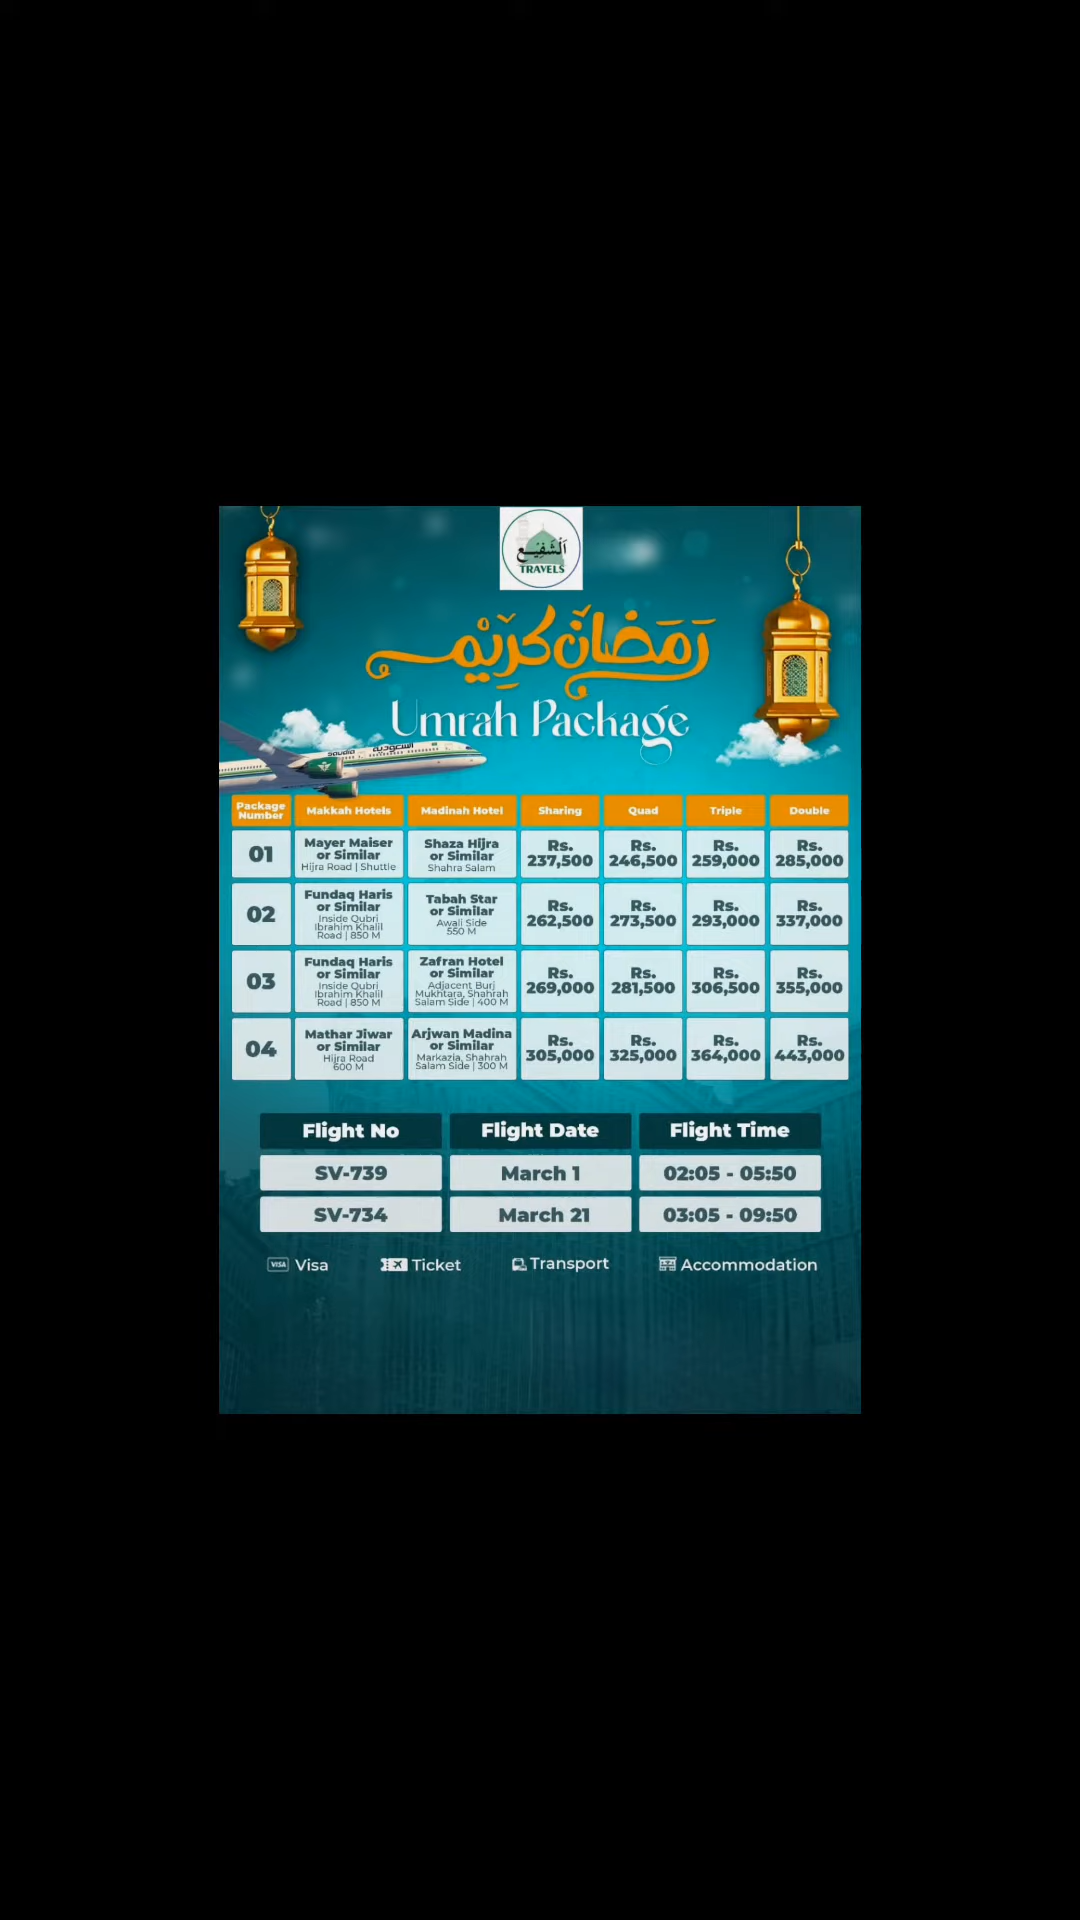 الشفيع
TRAVELS
رَمَضَان كَرِيْم
Umrah Package
saudia السعودية
Package Number
Makkah Hotels
Madinah Hotel
Sharing
Quad
Triple
Double
01
Mayer Maiser
or Similar
Hijra Road | Shuttle
Shaza Hijra
or Similar
Shahra Salam
Rs.
237,500
Rs.
246,500
Rs.
259,000
Rs.
285,000
02
Fundaq Haris
or Similar
Inside Qubri
Ibrahim Khalil
Road | 850 M
Tabah Star
or Similar
Awali Side
550 M
Rs.
262,500
Rs.
273,500
Rs.
293,000
Rs.
337,000
03
Fundaq Haris
or Similar
Inside Qubri
Ibrahim Khalil
Road | 850 M
Zafran Hotel
or Similar
Adjacent Burj
Mukhtara, Shahrah
Salam Side | 400 M
Rs.
269,000
Rs.
281,500
Rs.
306,500
Rs.
355,000
04
Mathar Jiwar
or Similar
Hijra Road
600 M
Arjwan Madina
or Similar
Markazia, Shahrah
Salam Side | 300 M
Rs.
305,000
Rs.
325,000
Rs.
364,000
Rs.
443,000
Flight No
Flight Date
Flight Time
SV-739
March 1
02:05 - 05:50
SV-734
March 21
03:05 - 09:50
VISA Visa
Ticket
Transport
Accommodation